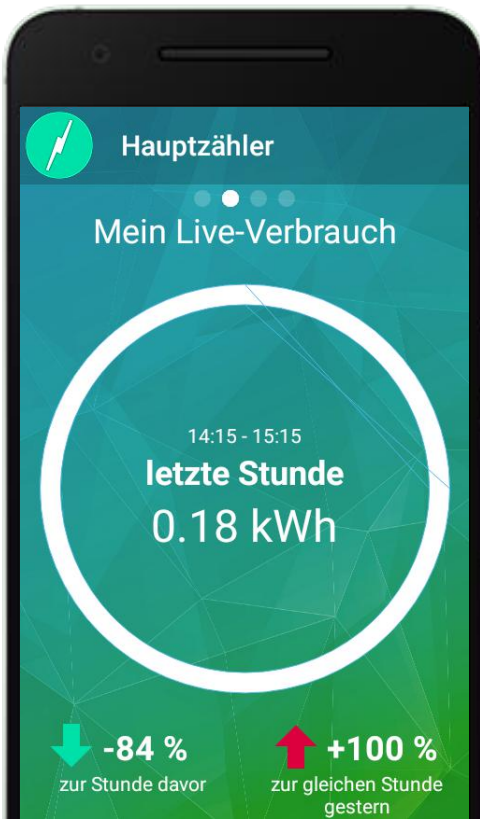 Hauptzähler
Mein Live-Verbrauch
14:15 - 15:15
letzte Stunde
0.18 kWh
-84 %
zur Stunde davor
+100 %
zur gleichen Stunde
gestern